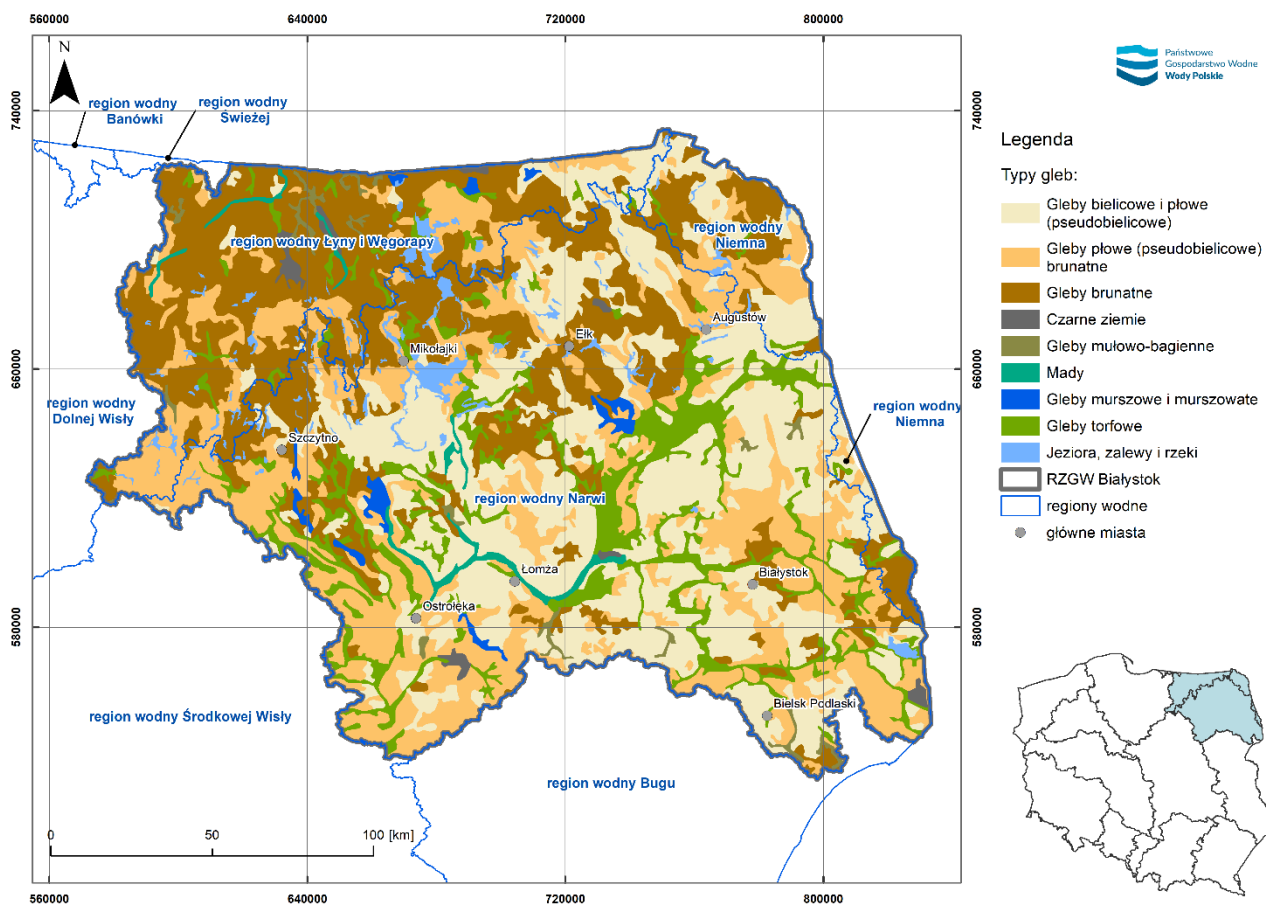 560000
640000
720000
800000
N
740000
740000
region wodny
Banówki
region wodny
Świeżej
Państwowe
Gospodarstwo Wodne
Wody Polskie
Legenda
Typy gleb:
Gleby bielicowe i płowe
(pseudobielicowe)
Gleby płowe (pseudobielicowe)
brunatne
Gleby brunatne
Czarne ziemie
Gleby mułowo-bagienne
Mady
Gleby murszowe i murszowate
Gleby torfowe
Jeziora, zalewy i rzeki
RZGW Białystok
regiony wodne
główne miasta
region wodny Łyny i Węgorapy
region wodny
Niemna
Augustów
Ełk
Mikołajki
660000
660000
region wodny
Dolnej Wisły
region wodny
Niemna
Szczytno
region wodny Narwi
Łomża
Białystok
Ostrołęka
580000
580000
region wodny Środkowej Wisły
Bielsk Podlaski
region wodny Bugu
0
50
100 [km]
560000
640000
720000
800000